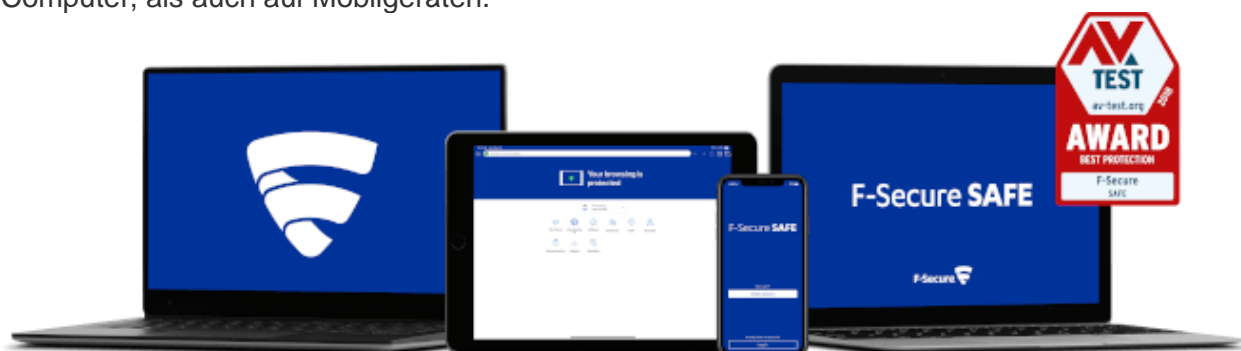 Computer, als auch auf Mobilgeräten.
AV
TEST
av-test.org
2018
AWARD
BEST PROTECTION
F-Secure
SAFE
Your browsing is
protected
F-Secure SAFE
F-Secure SAFE
F-Secure